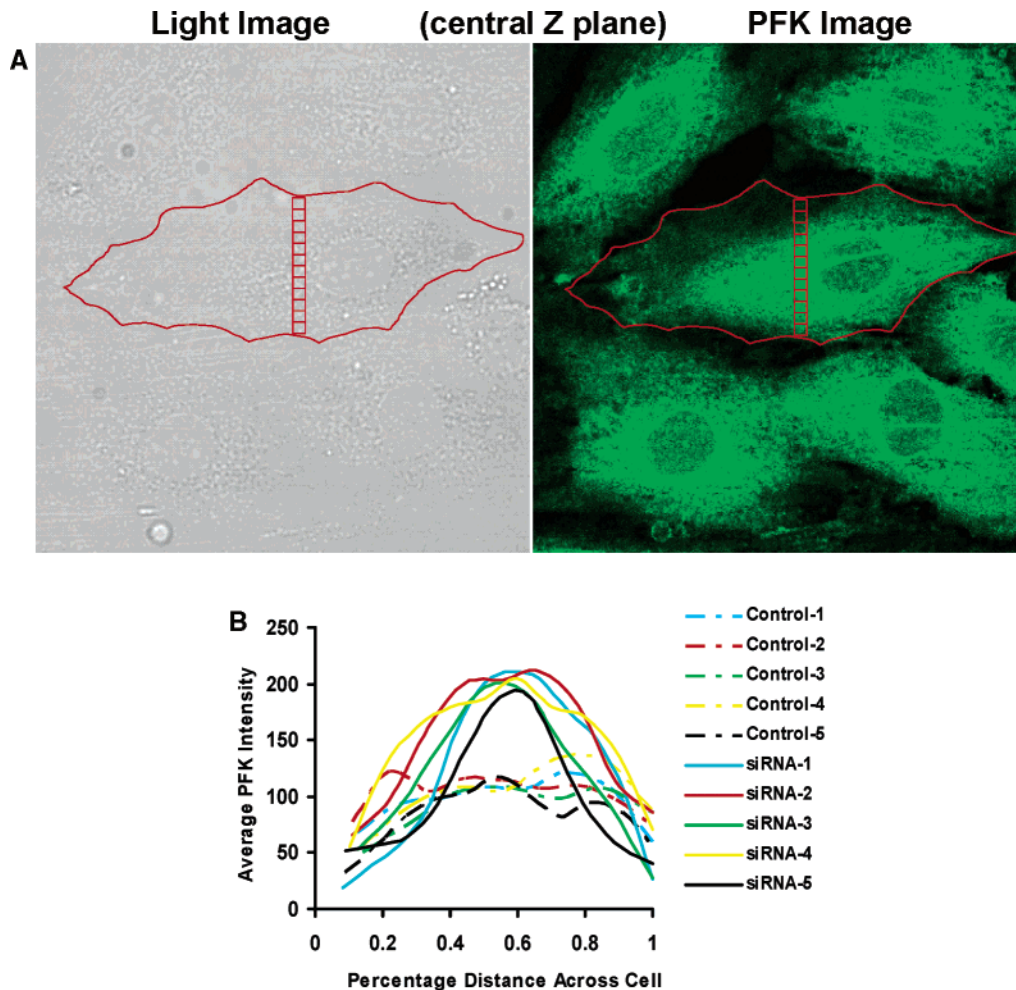 Light Image (central Z plane) PFK Image
A
B
250
200
150
100
50
0
Average PFK Intensity
0 0.2 0.4 0.6 0.8 1
Percentage Distance Across Cell
Control-1
Control-2
Control-3
Control-4
Control-5
siRNA-1
siRNA-2
siRNA-3
siRNA-4
siRNA-5